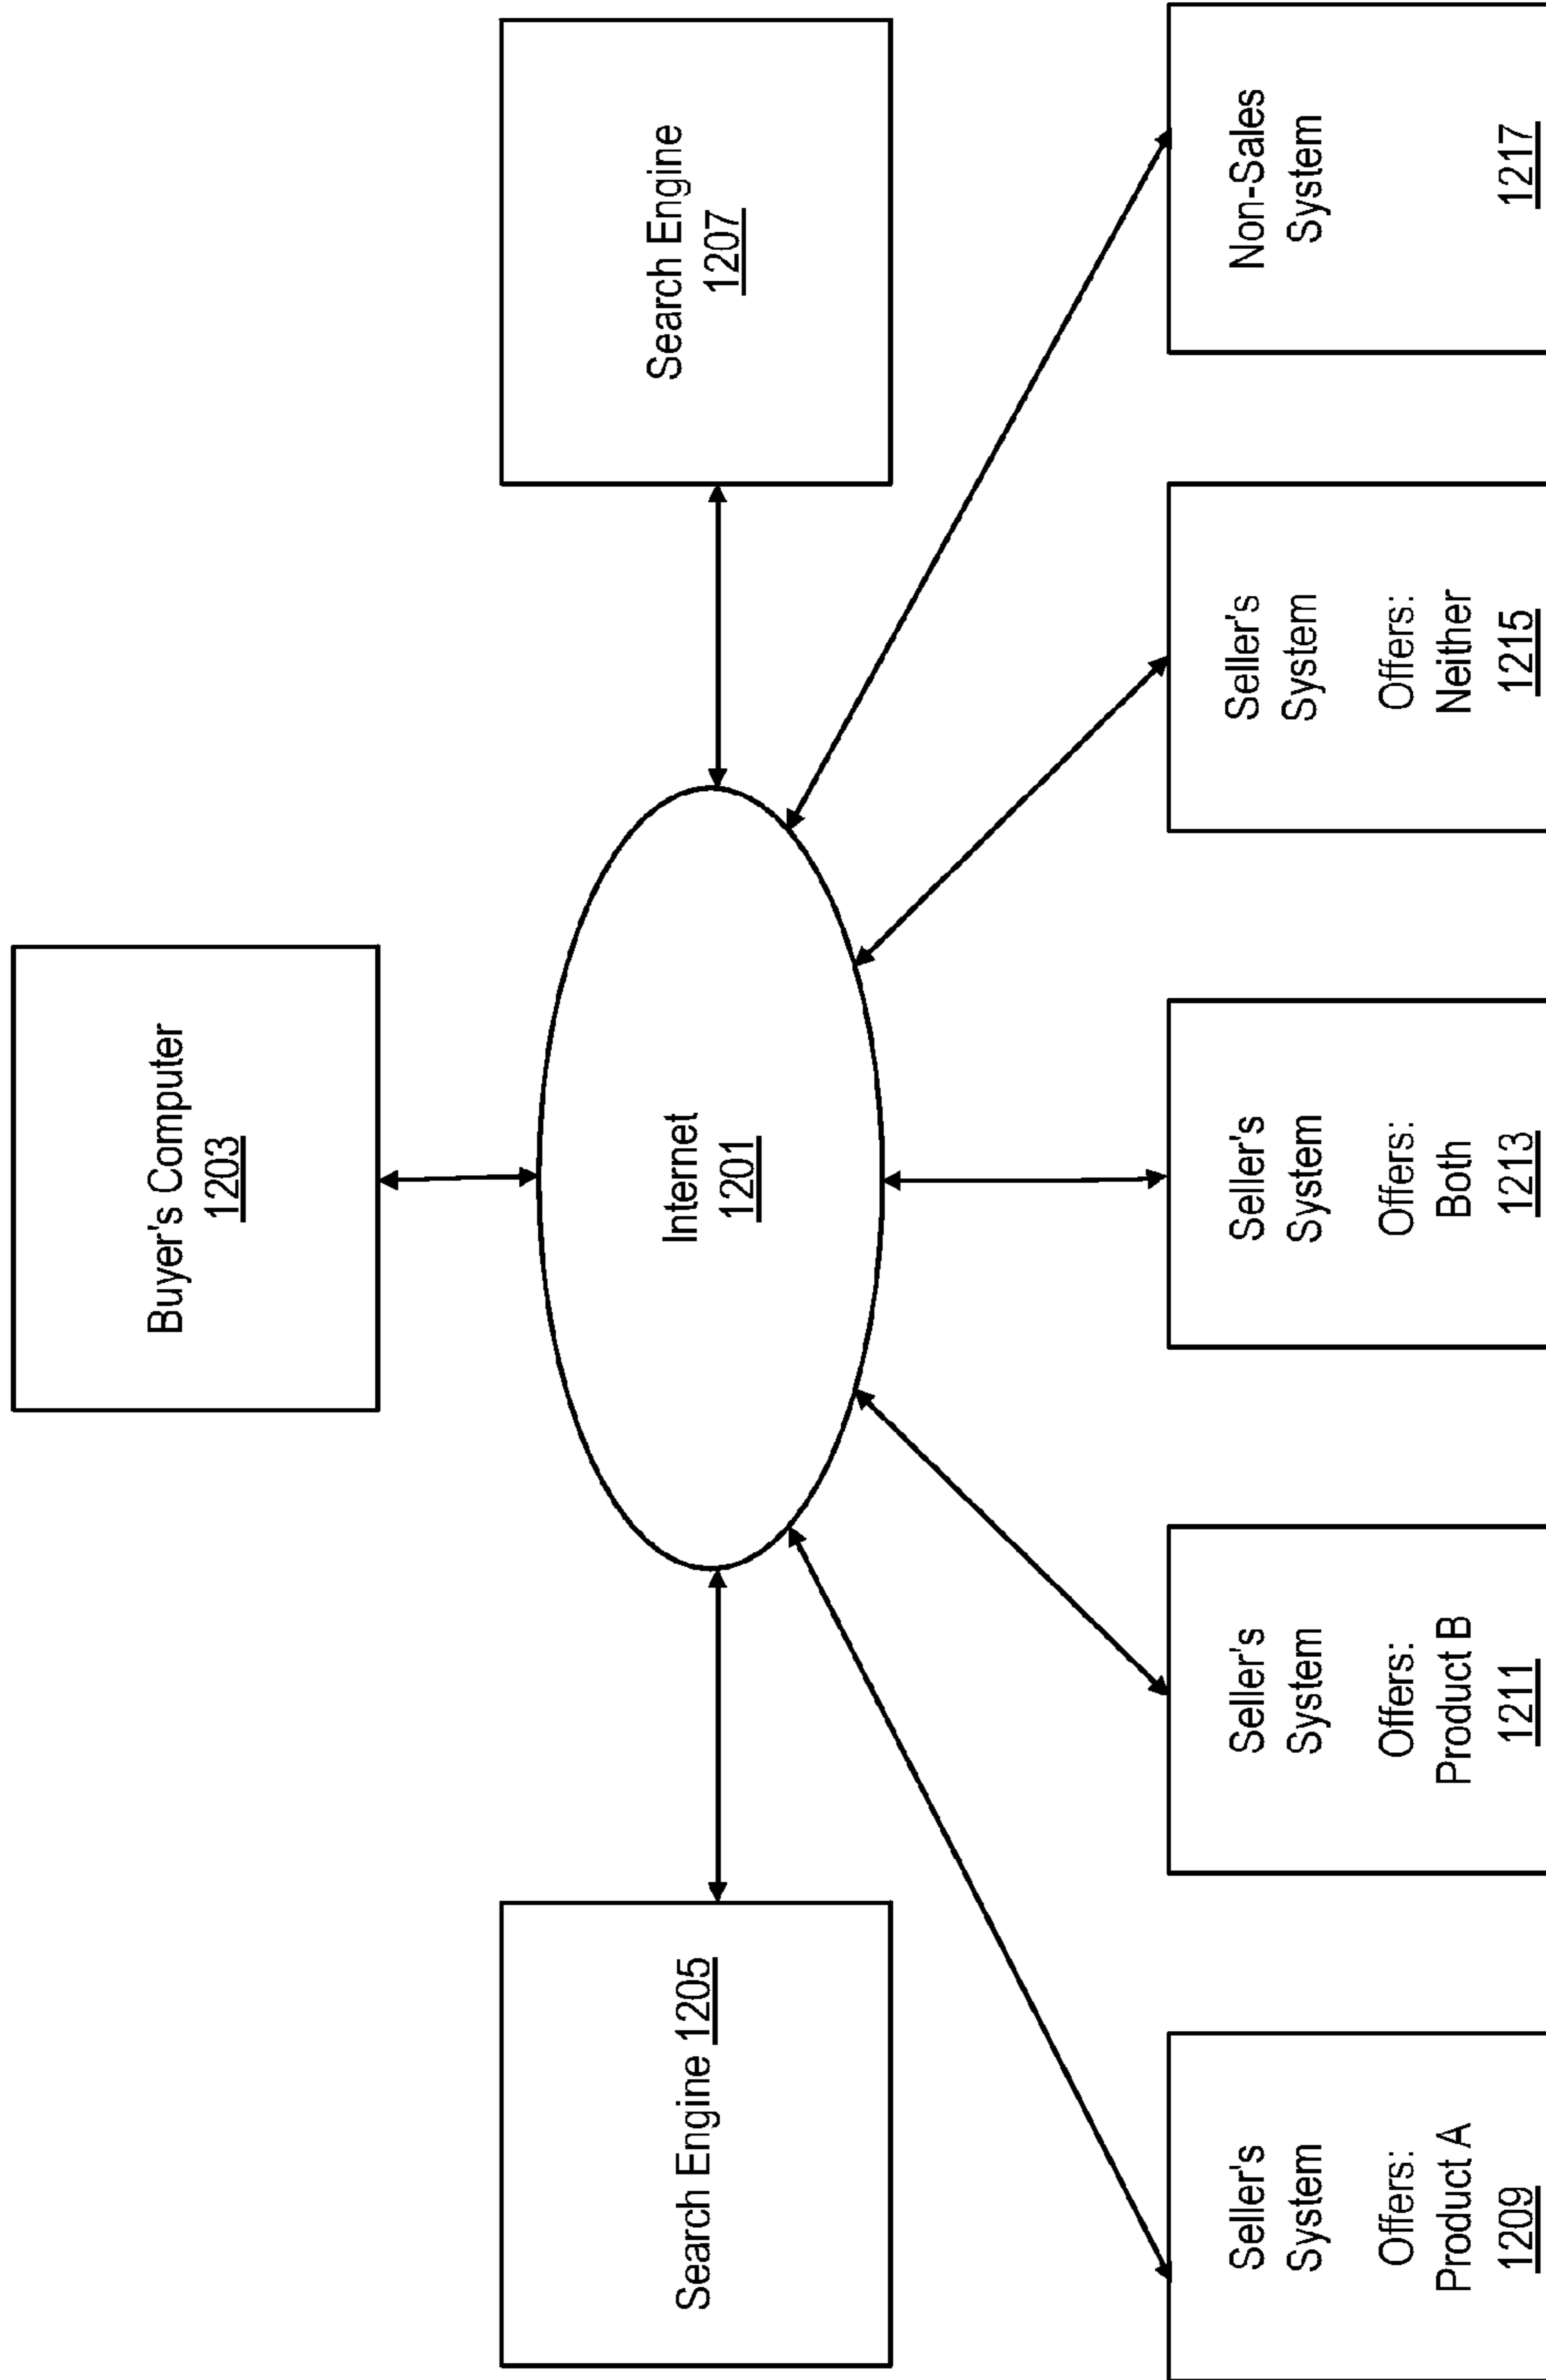 Buyer's Computer
1203
Search Engine 1205
Internet
1201
Search Engine
1207
Seller's
System
Offers:
Product A
1209
Seller's
System
Offers:
Product B
1211
Seller's
System
Offers:
Both
1213
Seller's
System
Offers:
Neither
1215
Non-Sales
System
1217